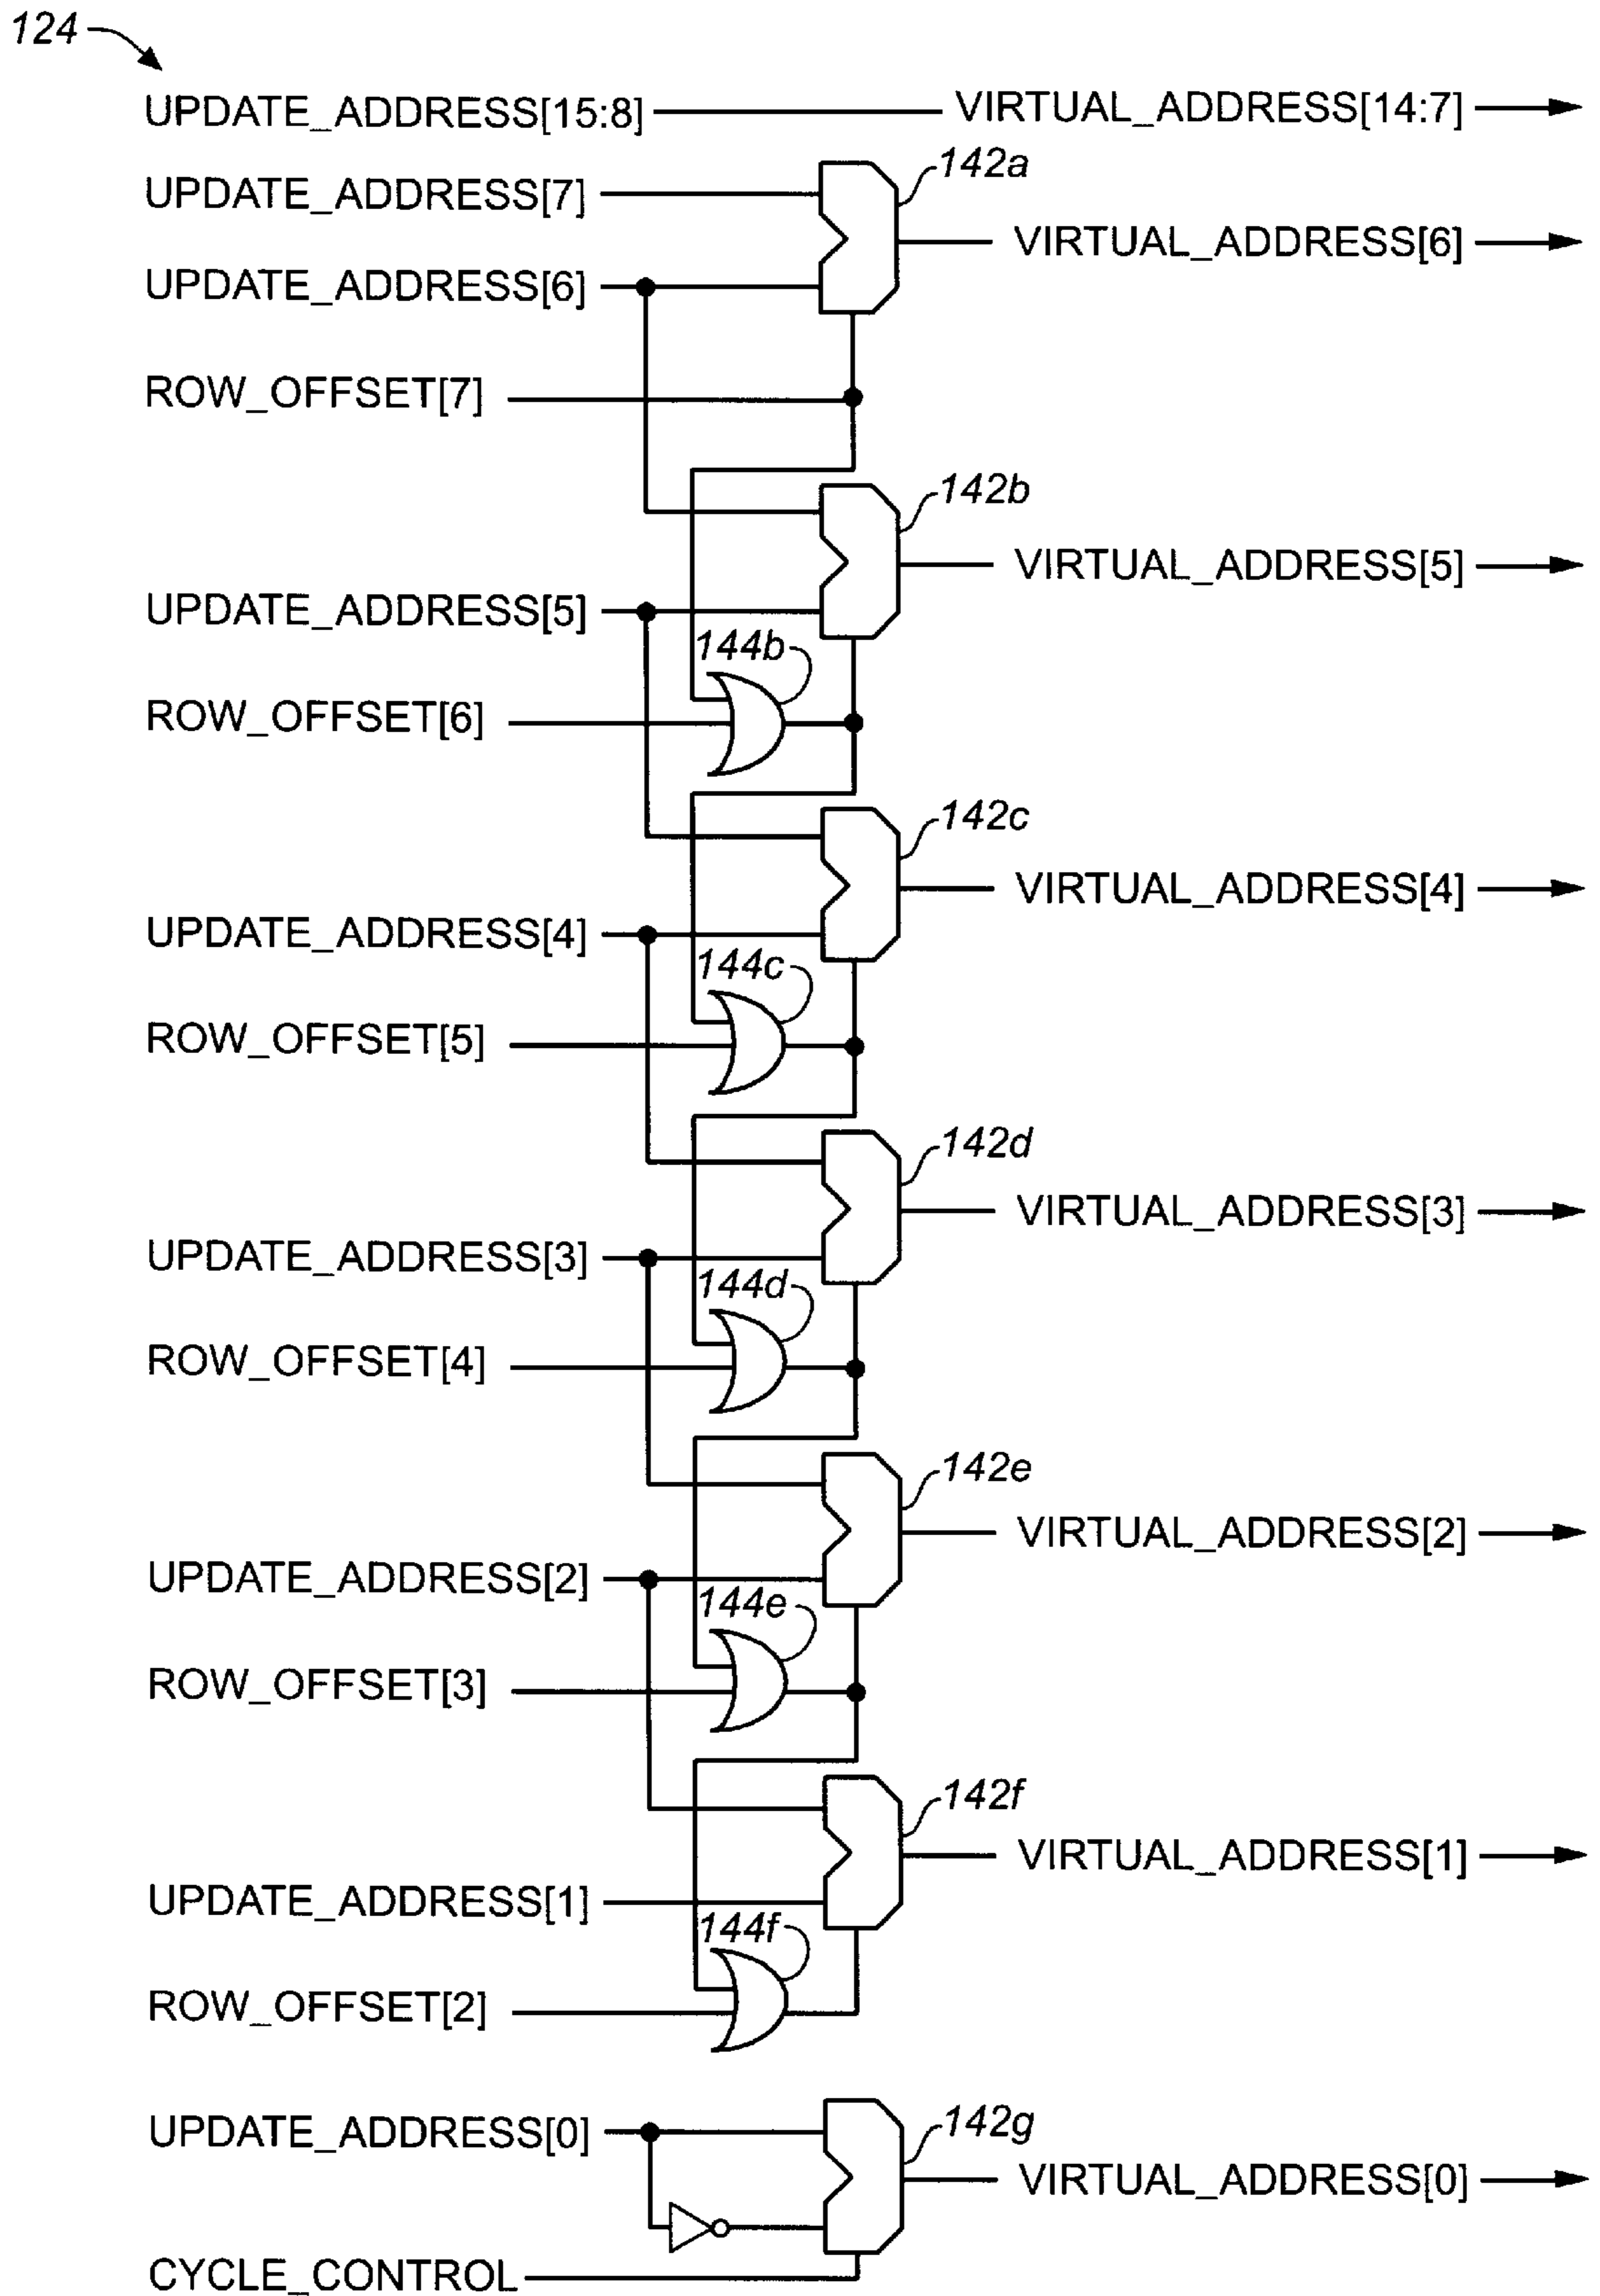 124
UPDATE_ADDRESS[15:8] VIRTUAL_ADDRESS[14:7]
142a
UPDATE_ADDRESS[7]
VIRTUAL_ADDRESS[6]
UPDATE_ADDRESS[6]
ROW_OFFSET[7]
142b
VIRTUAL_ADDRESS[5]
UPDATE_ADDRESS[5]
144b
ROW_OFFSET[6]
142c
VIRTUAL_ADDRESS[4]
UPDATE_ADDRESS[4]
144c
ROW_OFFSET[5]
142d
VIRTUAL_ADDRESS[3]
UPDATE_ADDRESS[3]
144d
ROW_OFFSET[4]
142e
VIRTUAL_ADDRESS[2]
UPDATE_ADDRESS[2]
144e
ROW_OFFSET[3]
142f
VIRTUAL_ADDRESS[1]
UPDATE_ADDRESS[1]
144f
ROW_OFFSET[2]
142g
UPDATE_ADDRESS[0]
VIRTUAL_ADDRESS[0]
CYCLE_CONTROL